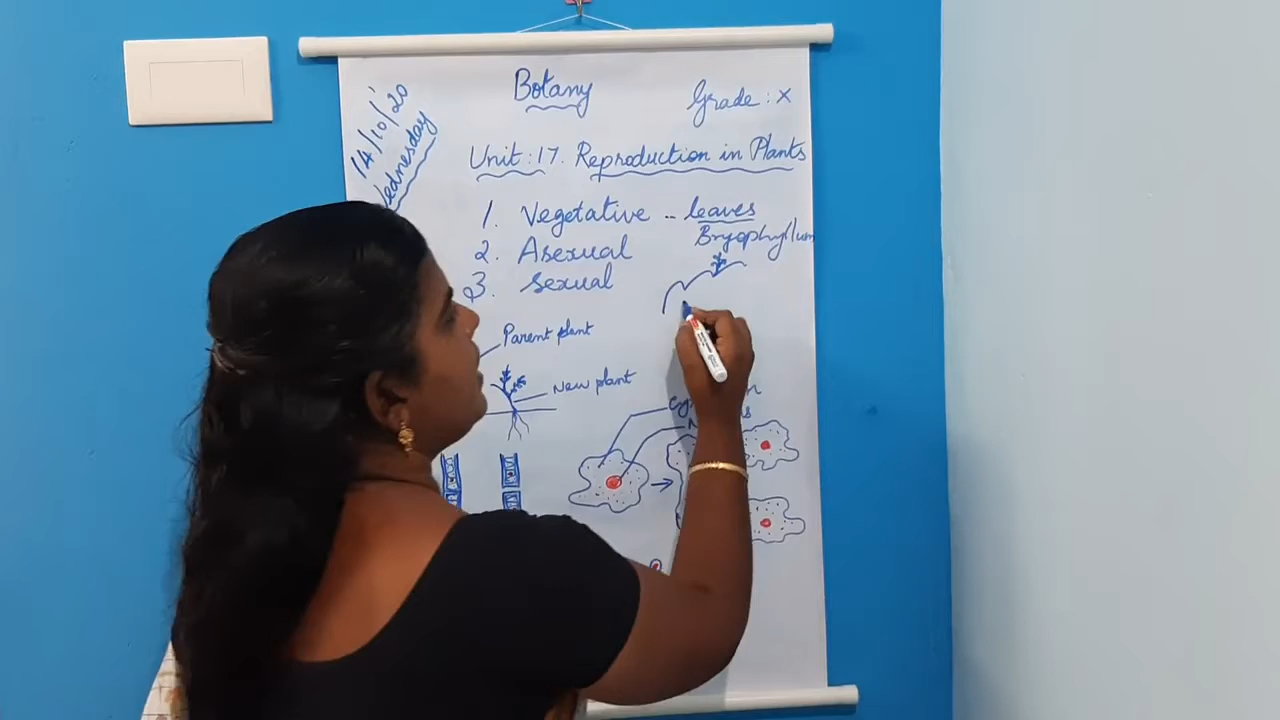 Botany
Grade : X
14/10/20
Wednesday
Unit : 17. Reproduction in Plants
1. Vegetative .. leaves
Bryophyllum
2. Asexual
3. Sexual
Parent plant
New plant